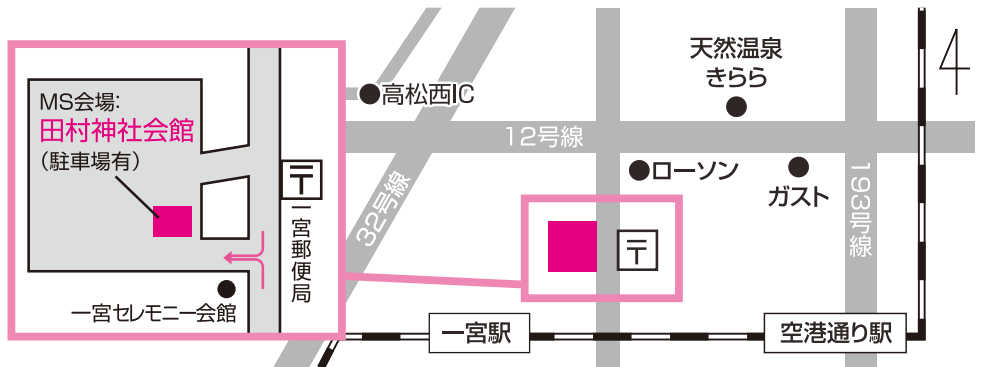 MS会場:
田村神社会館
（駐車場有）
〒
一宮郵便局
一宮セレモニー会館
高松西IC
32号線
12号線
天然温泉
きらら
ローソン
ガスト
193号線
〒
一宮駅
空港通り駅